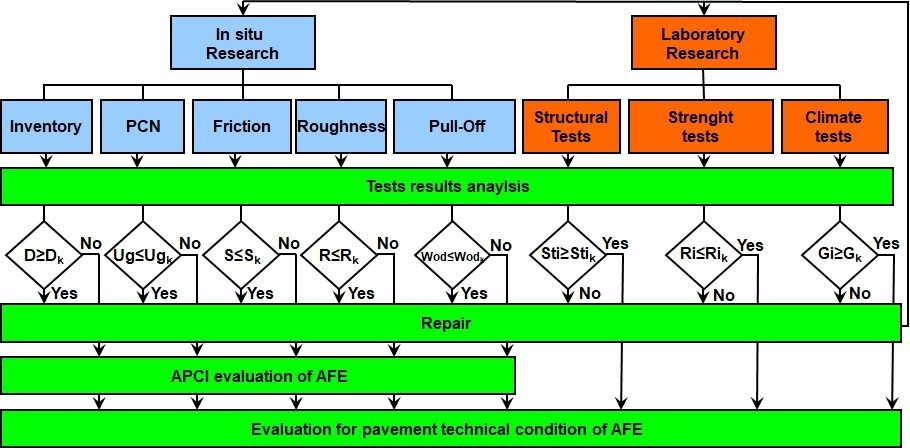 In situ
Research
Laboratory
Research
Inventory
PCN
Friction
Roughness
Pull-Off
Structural
Tests
Strenght
tests
Climate
tests
Tests results anaylsis
D≥Dk
No
Yes
Ug≤Ugk
No
Yes
S≤Sk
No
Yes
R≤Rk
No
Yes
Wod≤Wodk
No
Yes
Sti≥Stik
Yes
No
Ri≤Rik
Yes
No
Gi≥Gk
Yes
No
Repair
APCI evaluation of AFE
Evaluation for pavement technical condition of AFE